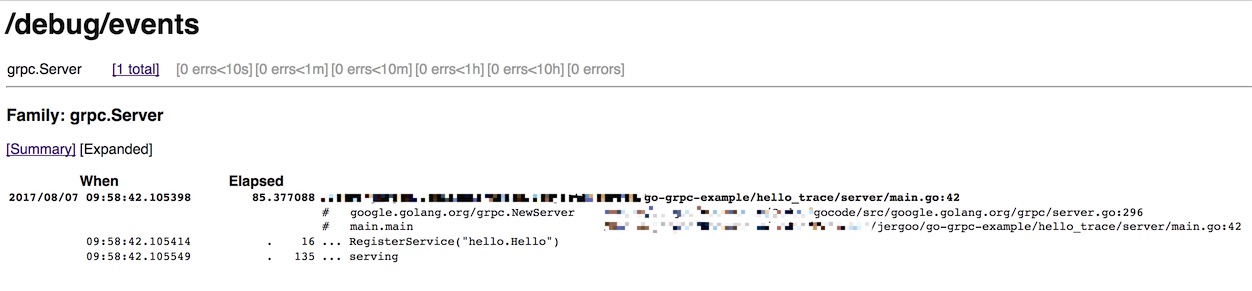 /debug/events
grpc.Server [1 total] [0 errs<10s] [0 errs<1m] [0 errs<10m] [0 errs<1h] [0 errs<10h] [0 errors]
Family: grpc.Server
[Summary] [Expanded]
When Elapsed
2017/08/07 09:58:42.105398 85.377088 go-grpc-example/hello_trace/server/main.go:42
# google.golang.org/grpc.NewServer gocode/src/google.golang.org/grpc/server.go:296
# main.main /jergoo/go-grpc-example/hello_trace/server/main.go:42
09:58:42.105414 . 16 ... RegisterService("hello.Hello")
09:58:42.105549 . 135 ... serving